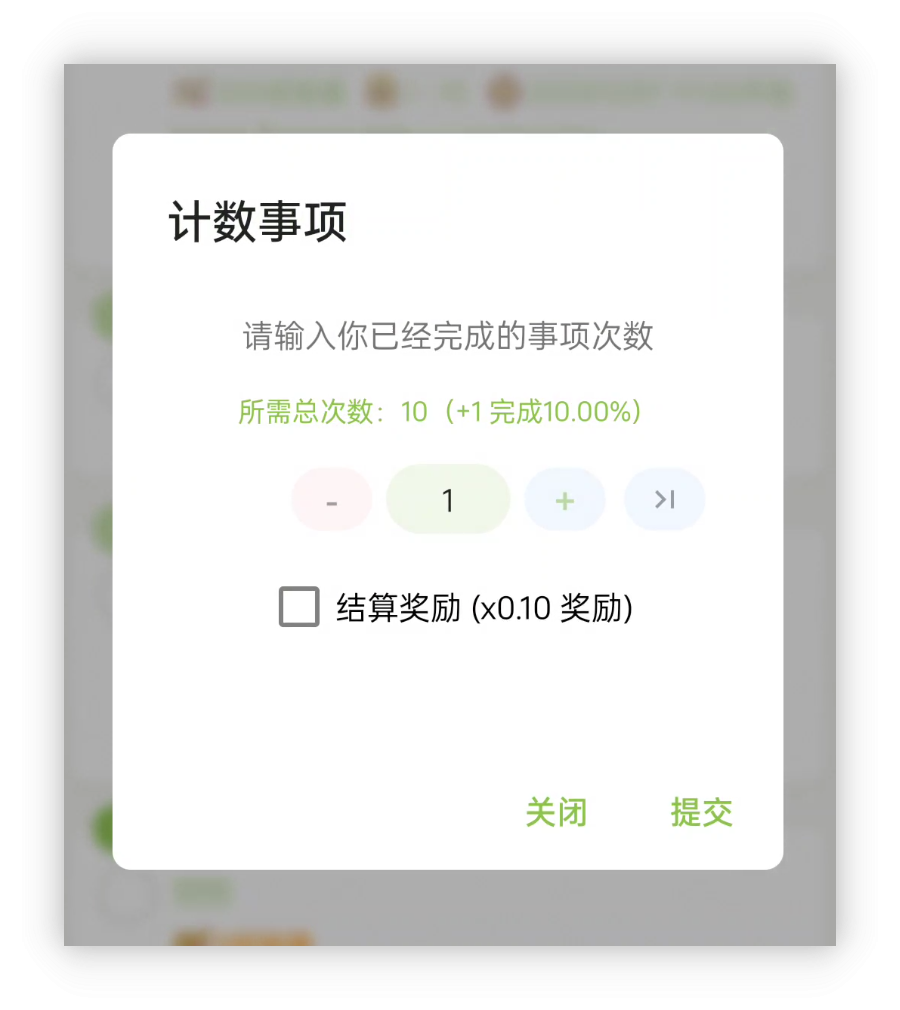 计数事项
请输入你已经完成的事项次数
所需总次数：10（+1 完成10.00%）
- 1 + >|
结算奖励 (x0.10 奖励)
关闭 提交